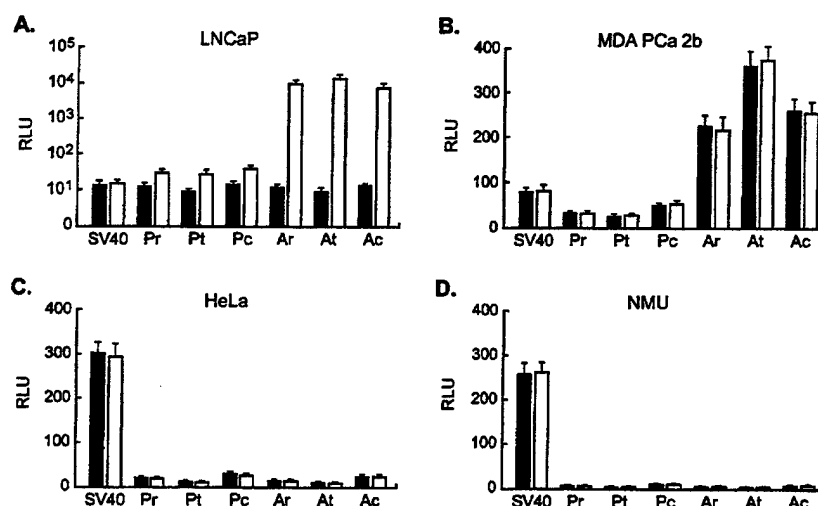 A.
LNCaP
RLU
10⁵
10⁴
10³
10²
10¹
0
SV40 Pr Pt Pc Ar At Ac
B.
MDA PCa 2b
RLU
400
300
200
100
0
SV40 Pr Pt Pc Ar At Ac
C.
HeLa
RLU
400
300
200
100
0
SV40 Pr Pt Pc Ar At Ac
D.
NMU
RLU
400
300
200
100
0
SV40 Pr Pt Pc Ar At Ac